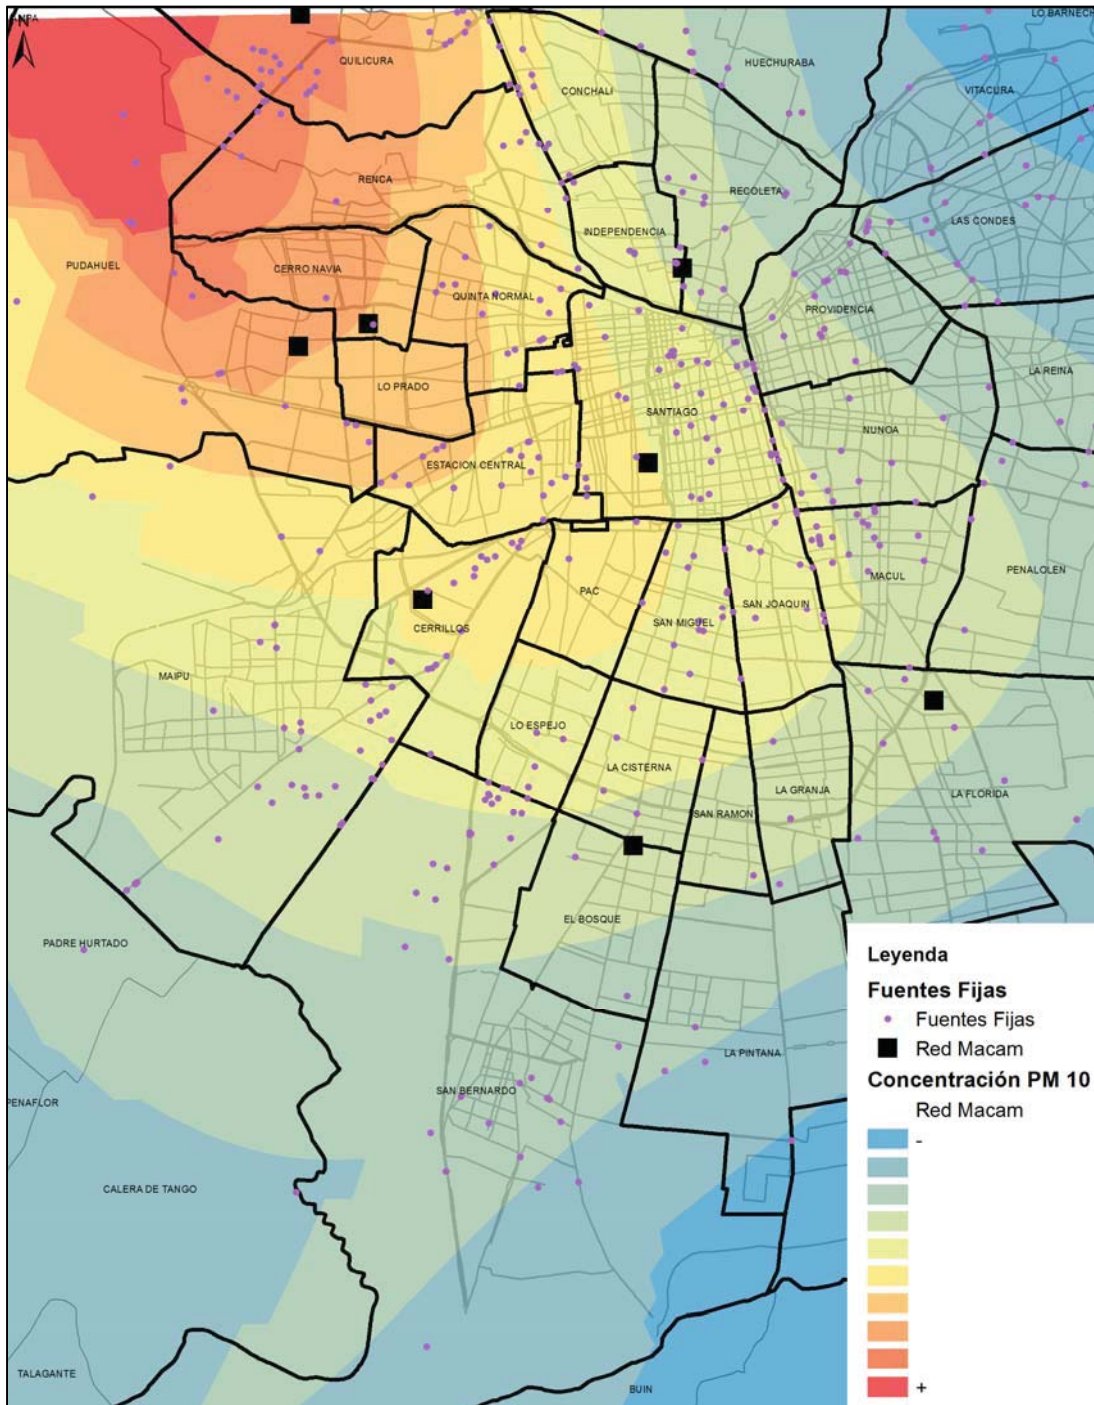 AMPA
N
LO BARNECH
QUILICURA
HUECHURABA
CONCHALI
VITACURA
RENCA
RECOLETA
LAS CONDES
INDEPENDENCIA
PUDAHUEL
CERRO NAVIA
QUINTA NORMAL
PROVIDENCIA
LA REINA
LO PRADO
SANTIAGO
NUNOA
ESTACION CENTRAL
PENALOLEN
MACUL
PAC
SAN JOAQUIN
SAN MIGUEL
CERRILLOS
MAIPU
LO ESPEJO
LA CISTERNA
LA GRANJA
LA FLORIDA
SAN RAMON
EL BOSQUE
PADRE HURTADO
LA PINTANA
SAN BERNARDO
PENAFLOR
CALERA DE TANGO
TALAGANTE
BUIN
Leyenda
Fuentes Fijas
Fuentes Fijas
Red Macam
Concentración PM 10
Red Macam
-
+